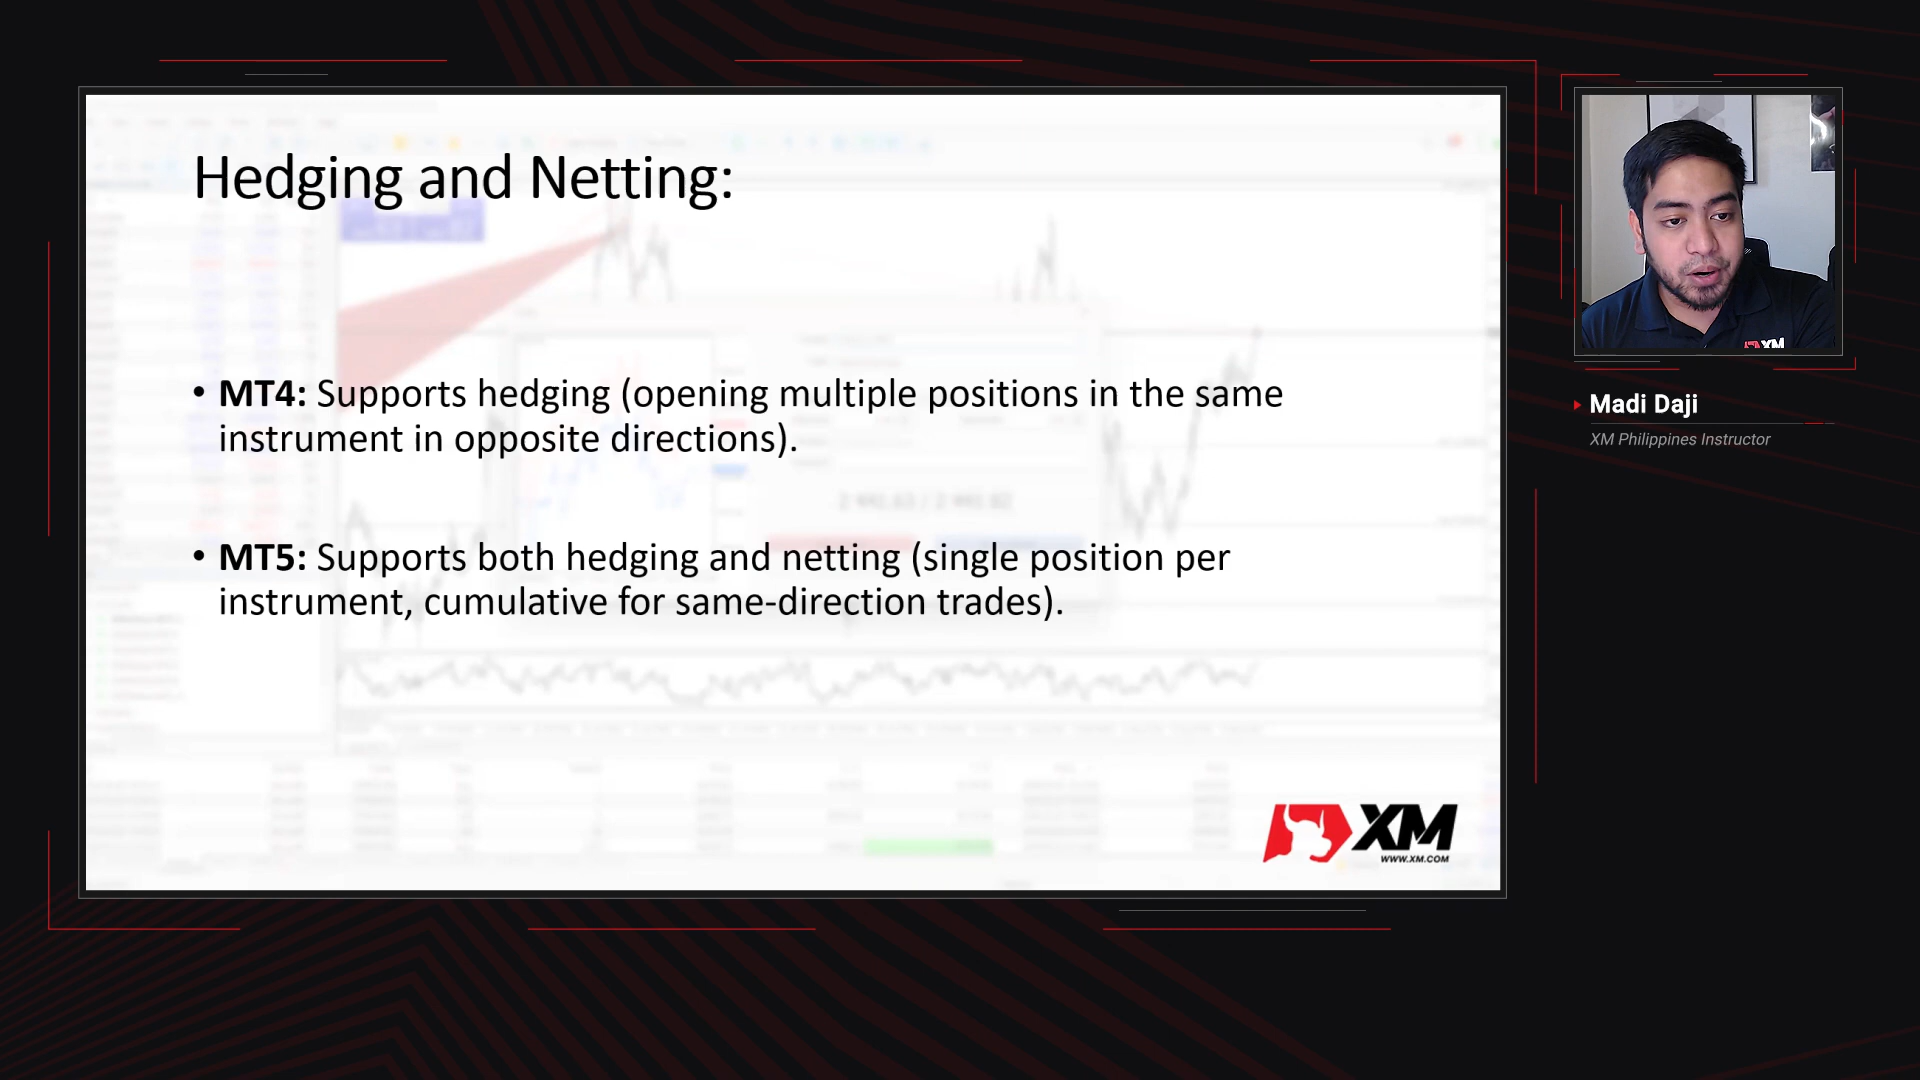 Hedging and Netting:
• MT4: Supports hedging (opening multiple positions in the same
instrument in opposite directions).
• MT5: Supports both hedging and netting (single position per
instrument, cumulative for same-direction trades).
XM
WWW.XM.COM
XM
Madi Daji
XM Philippines Instructor